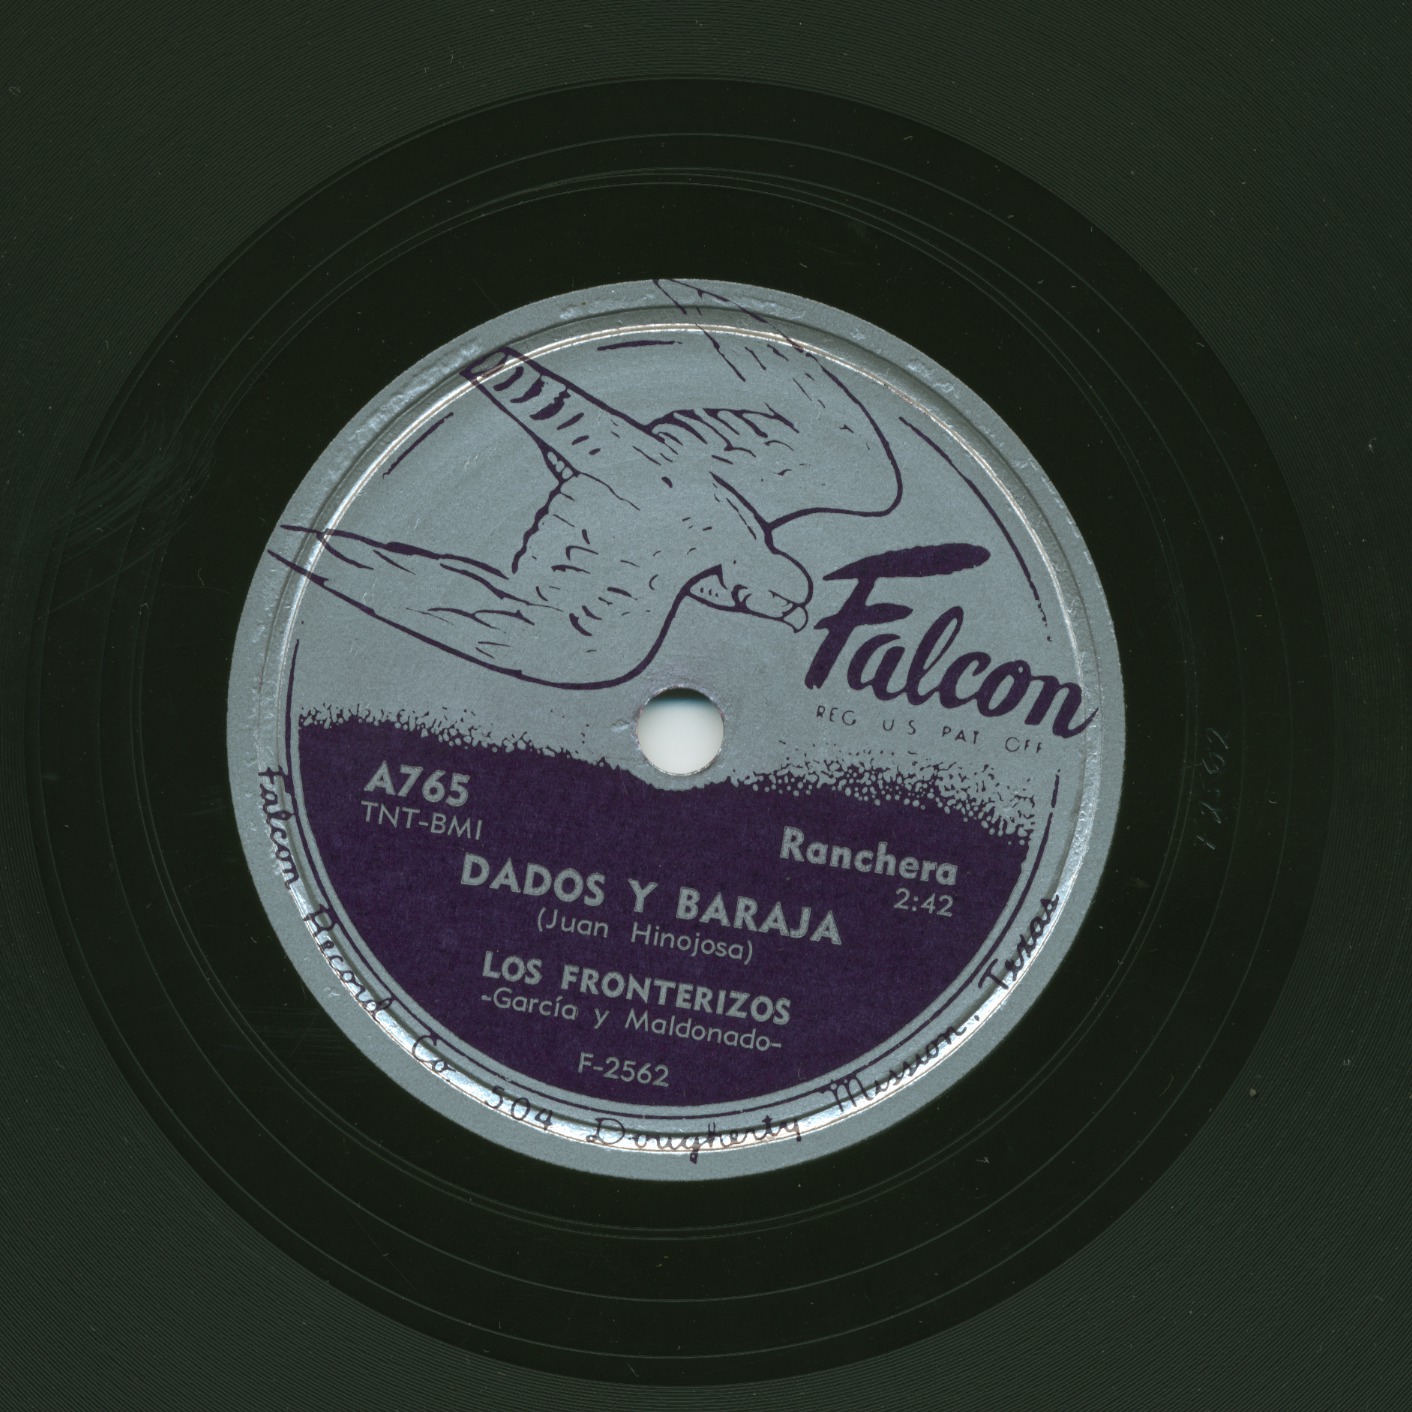 Falcon
REG U S PAT OFF
A765
TNT-BMI
Ranchera
2:42
DADOS Y BARAJA
(Juan Hinojosa)
LOS FRONTERIZOS
-García y Maldonado-
F-2562
Falcon Record Co 504 Dougherty Mission, Texas